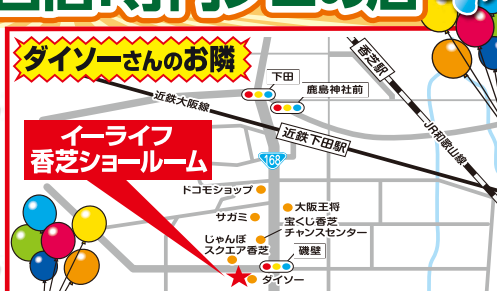 ダイソーさんのお隣
下田
鹿島神社前
香芝駅
近鉄大阪線
近鉄下田駅
JR和歌山線
イーライフ
香芝ショールーム
168
ドコモショップ
大阪王将
サガミ
宝くじ香芝
チャンスセンター
じゃんぼ
スクエア香芝
磯壁
ダイソー